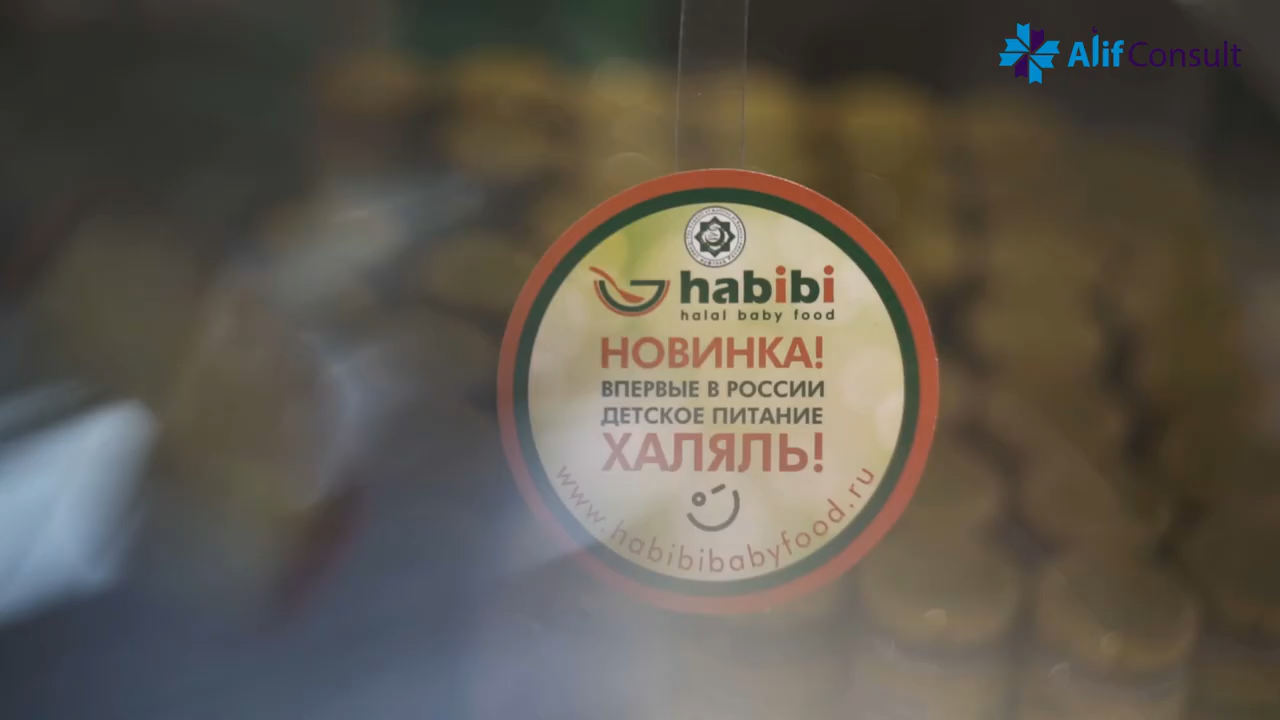 Alif Consult
habibi
halal baby food
НОВИНКА!
ВПЕРВЫЕ В РОССИИ
ДЕТСКОЕ ПИТАНИЕ
ХАЛЯЛЬ!
www.habibibabyfood.ru